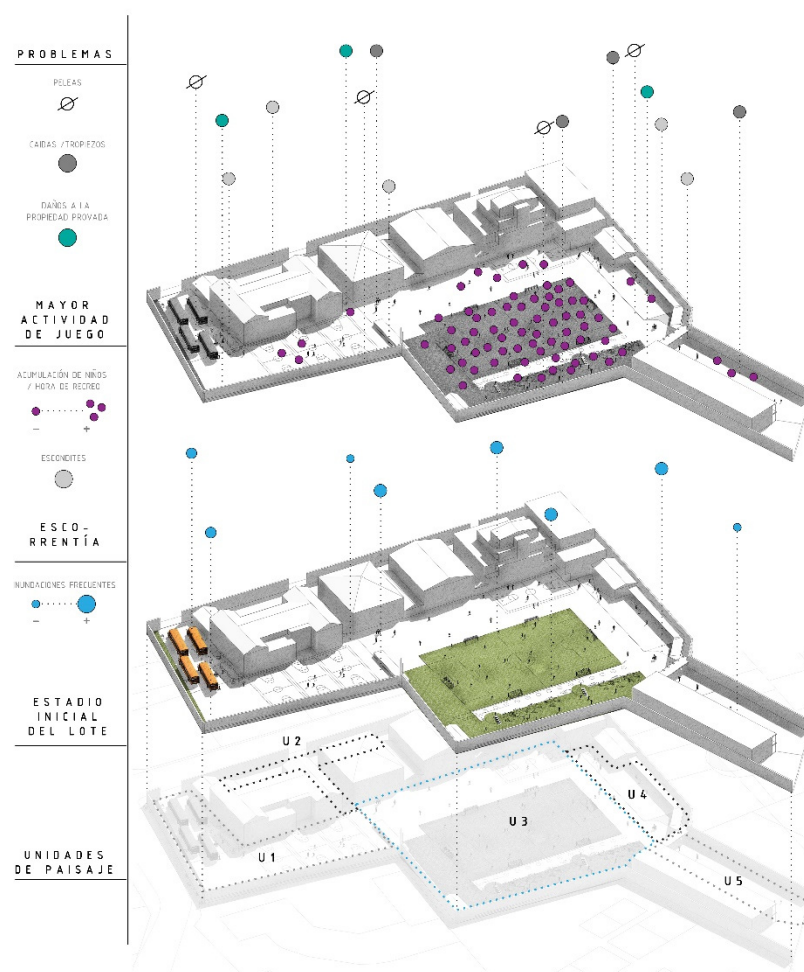 PROBLEMAS
PELEAS
CAIDAS /TROPIEZOS
DAÑOS A LA
PROPIEDAD PROVADA
MAYOR
ACTIVIDAD
DE JUEGO
ACUMULACIÓN DE NIÑOS
/ HORA DE RECREO
- +
ESCONDITES
ESCO-
RRENTÍA
INUNDACIONES FRECUENTES
- +
ESTADIO
INICIAL
DEL LOTE
UNIDADES
DE PAISAJE
U 2
U 4
U 3
U 1
U 5